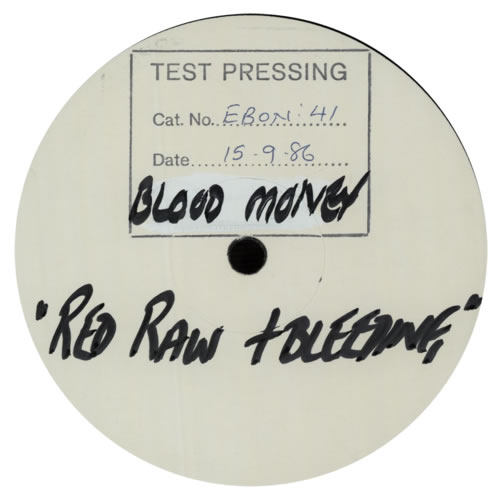 TEST PRESSING
Cat. No. EBON: 41
Date 15-9-86
BLOOD MONEY
"RED RAW + BLEEDING"